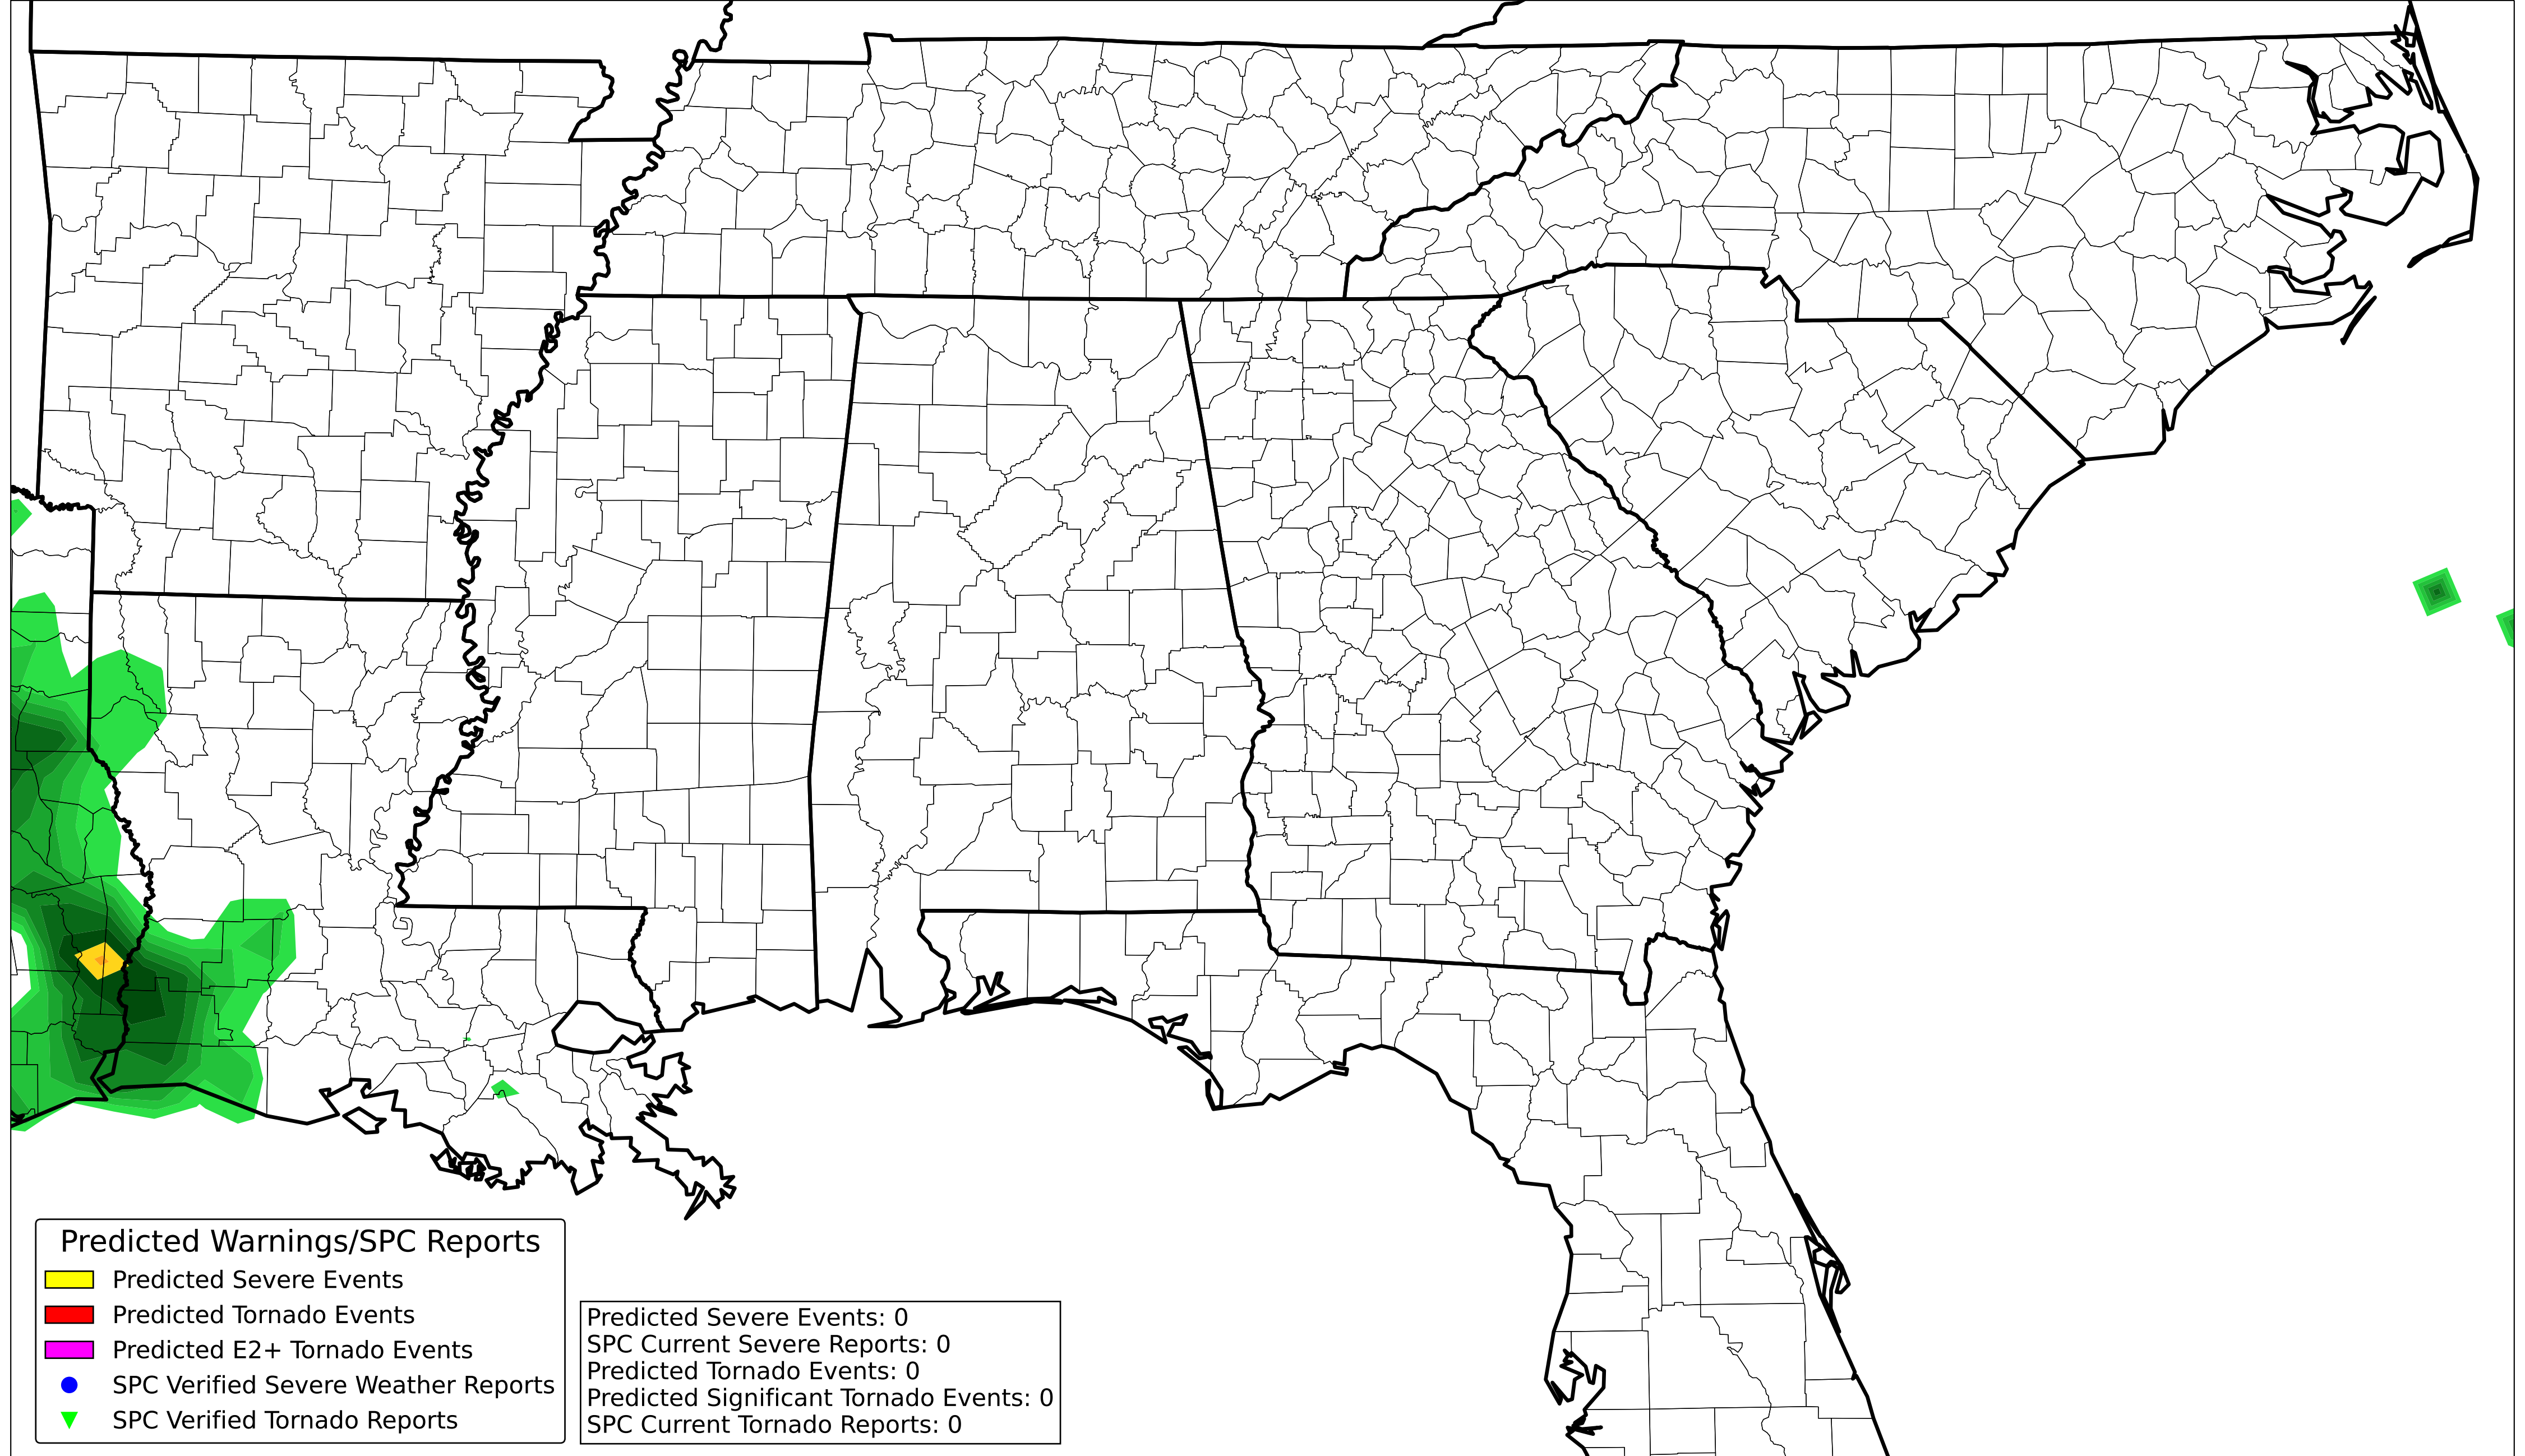 Predicted Warnings/SPC Reports
Predicted Severe Events
Predicted Tornado Events
Predicted E2+ Tornado Events
SPC Verified Severe Weather Reports
SPC Verified Tornado Reports
Predicted Severe Events: 0
SPC Current Severe Reports: 0
Predicted Tornado Events: 0
Predicted Significant Tornado Events: 0
SPC Current Tornado Reports: 0